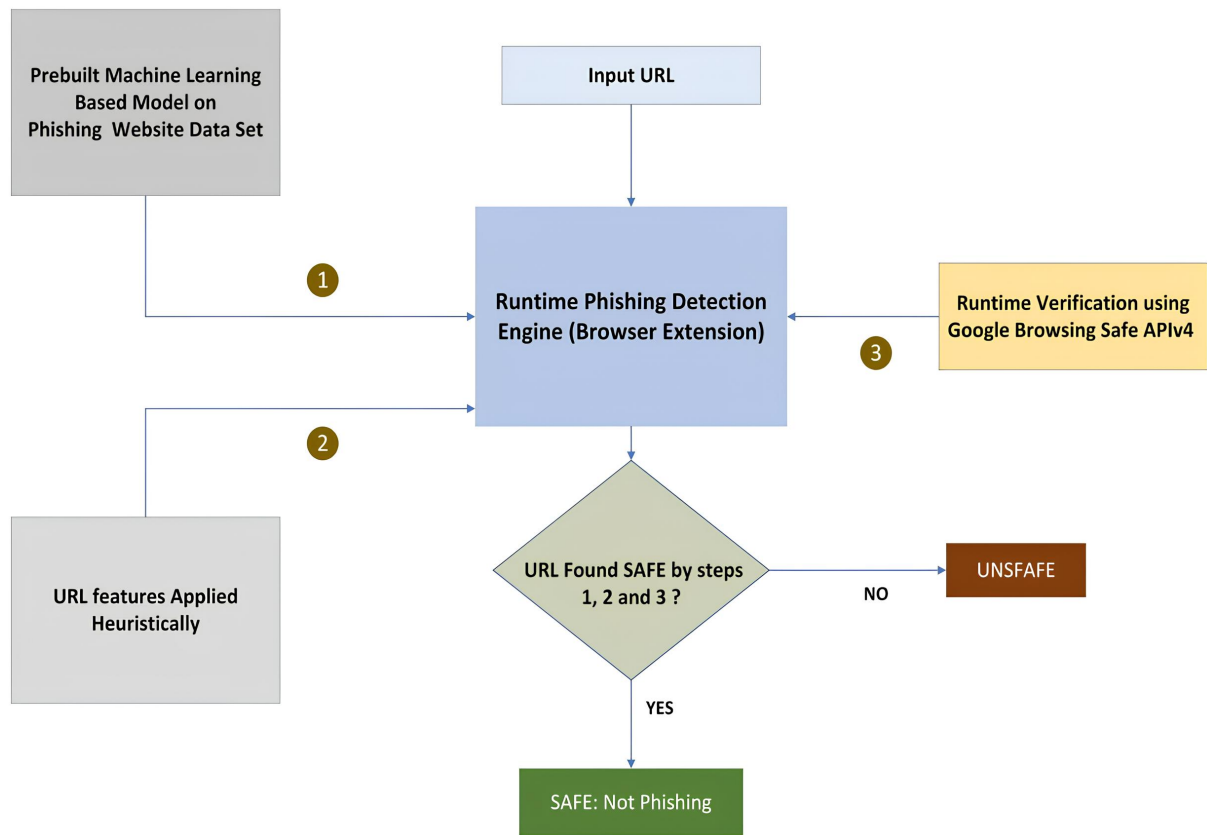 Prebuilt Machine Learning
Based Model on
Phishing Website Data Set
Input URL
1
Runtime Phishing Detection
Engine (Browser Extension)
Runtime Verification using
Google Browsing Safe APIv4
3
2
URL features Applied
Heuristically
URL Found SAFE by steps
1, 2 and 3 ?
NO
UNSFAFE
YES
SAFE: Not Phishing